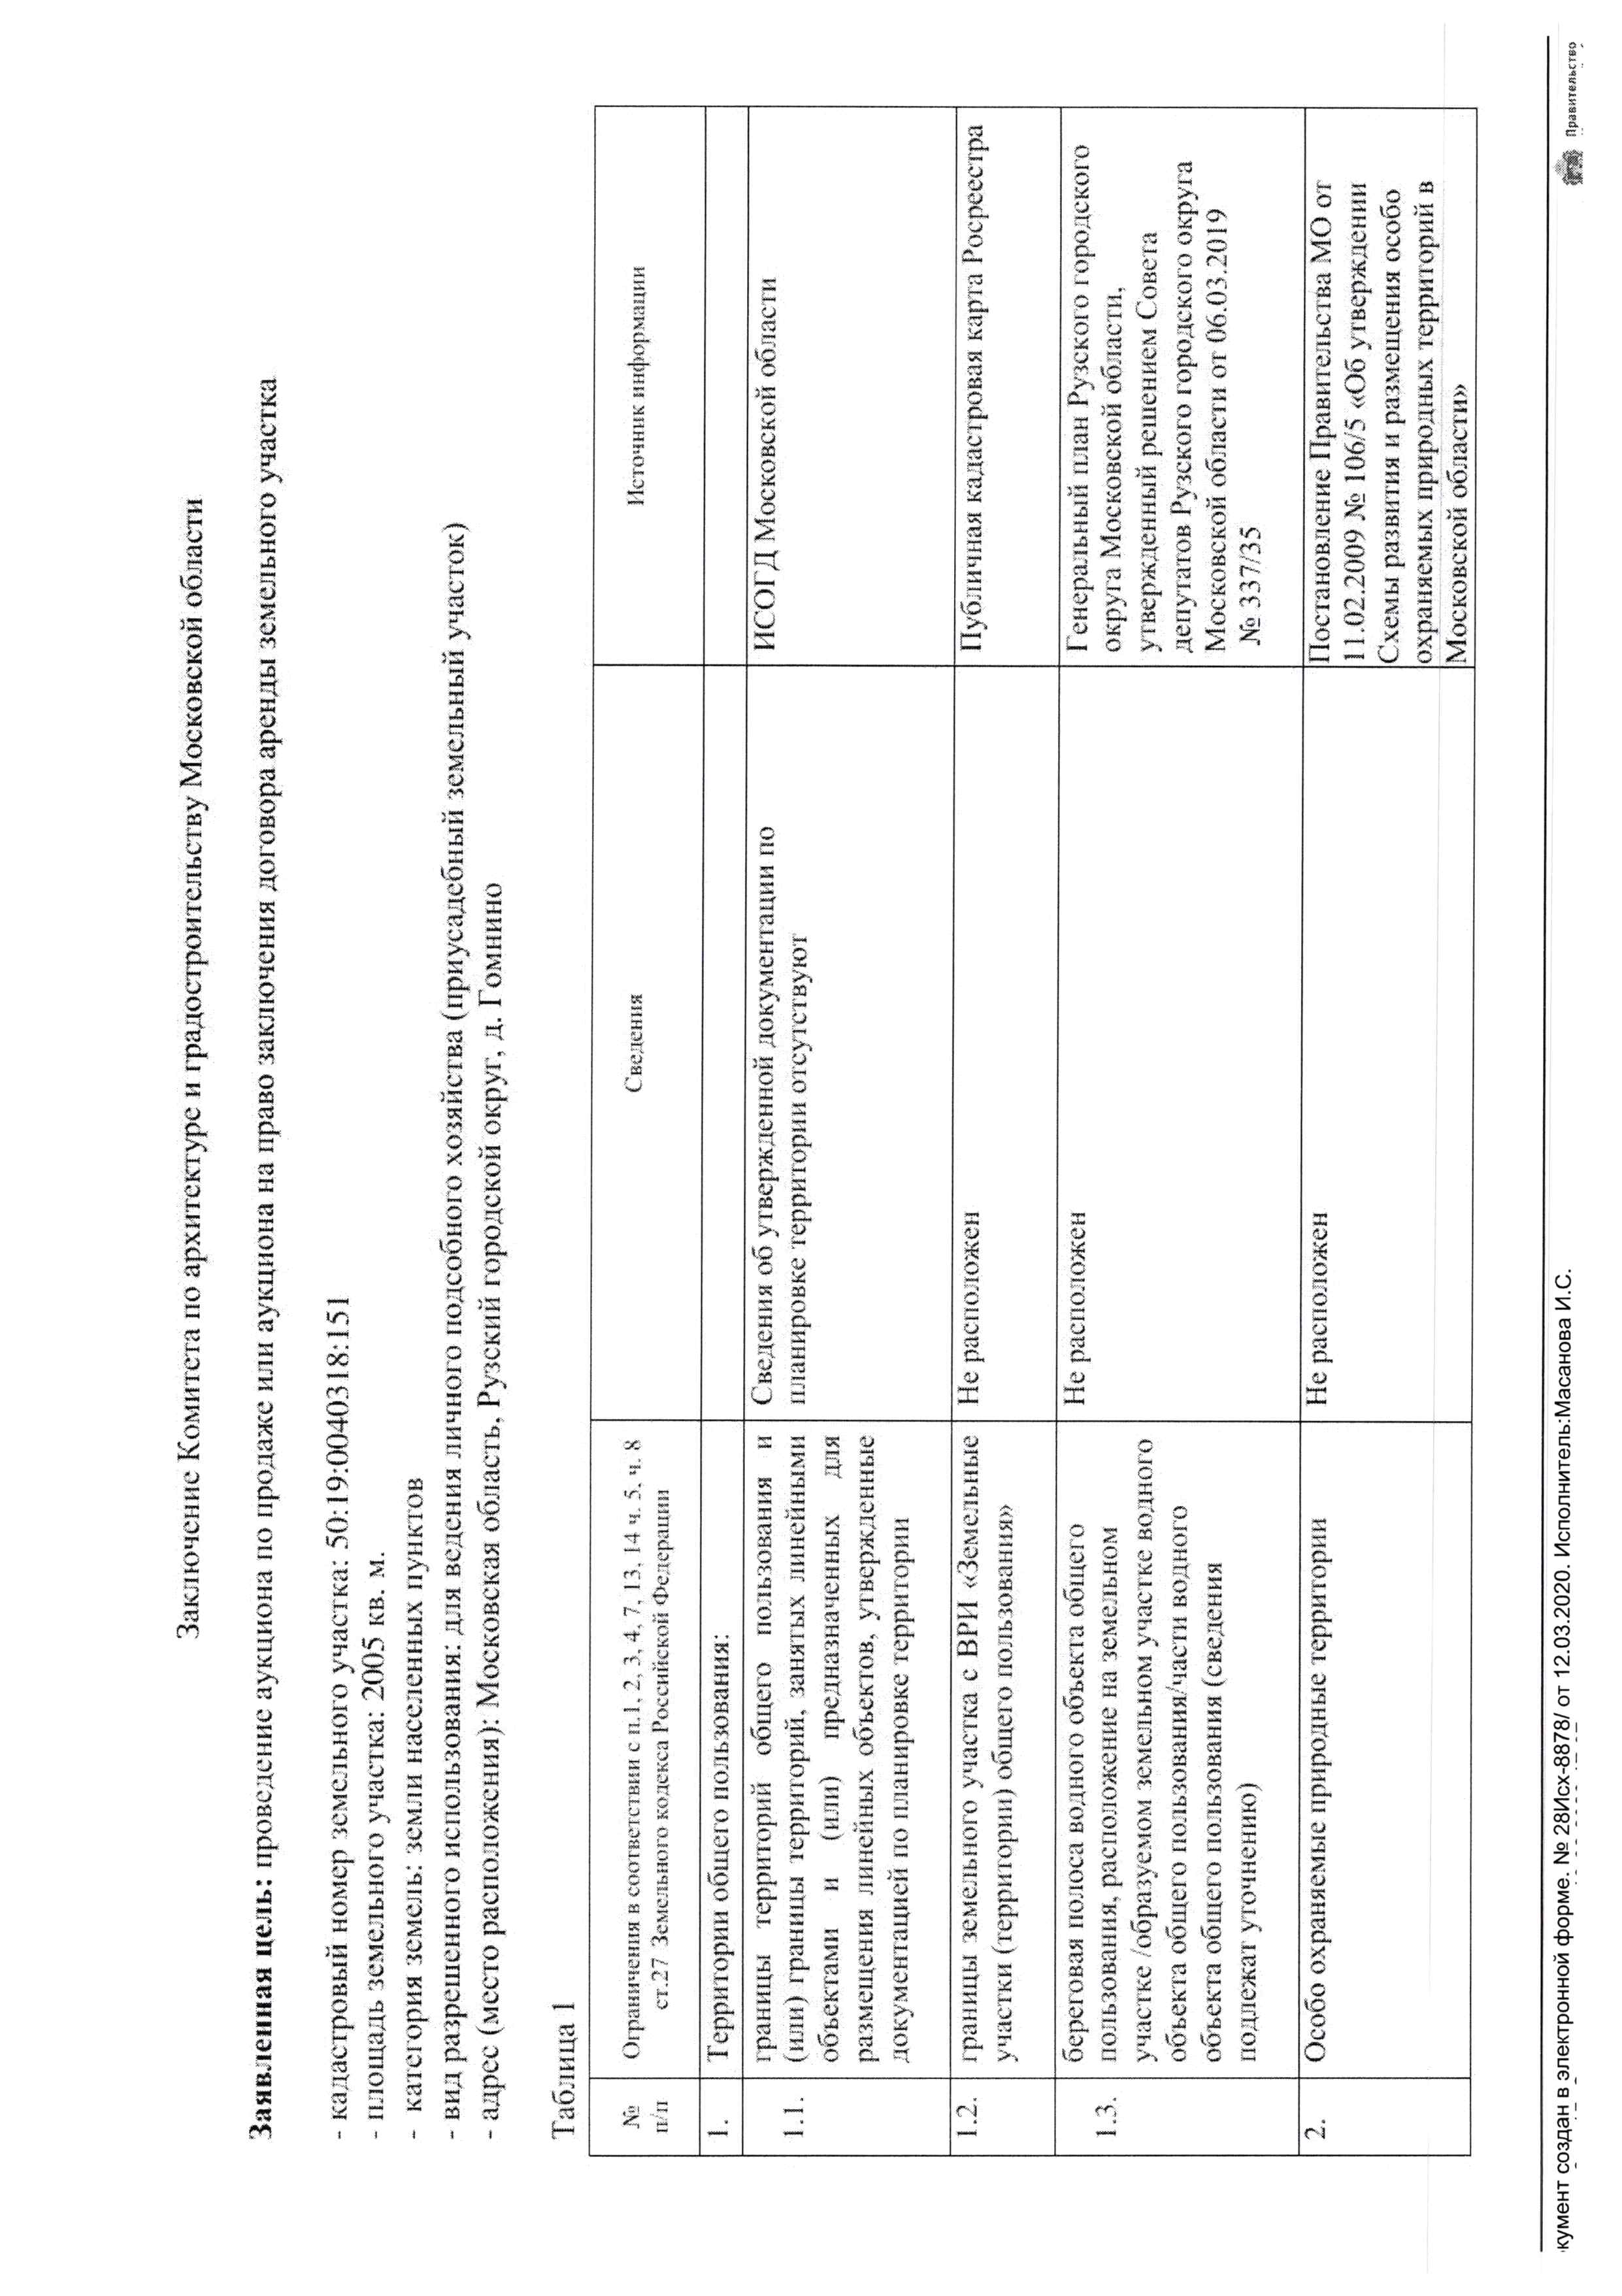 Заключение Комитета по архитектуре и градостроительству Московской области
Заявленная цель: проведение аукциона по продаже или аукциона на право заключения договора аренды земельного участка
- кадастровый номер земельного участка: 50:19:0040318:151
- площадь земельного участка: 2005 кв. м.
- категория земель: земли населенных пунктов
- вид разрешенного использования: для ведения личного подсобного хозяйства (приусадебный земельный участок)
- адрес (место расположения): Московская область, Рузский городской округ, д. Гомнино
Таблица 1
№
п/п
Ограничения в соответствии с п.1, 2, 3, 4, 7, 13, 14 ч. 5, ч. 8
ст.27 Земельного кодекса Российской Федерации
Сведения
Источник информации
1.
Территории общего пользования:
1.1.
границы территорий общего пользования и
(или) границы территорий, занятых линейными
объектами и (или) предназначенных для
размещения линейных объектов, утвержденные
документацией по планировке территории
Сведения об утвержденной документации по
планировке территории отсутствуют
ИСОГД Московской области
1.2.
границы земельного участка с ВРИ «Земельные
участки (территории) общего пользования»
Не расположен
Публичная кадастровая карта Росреестра
1.3.
береговая полоса водного объекта общего
пользования, расположение на земельном
участке /образуемом земельном участке водного
объекта общего пользования/части водного
объекта общего пользования (сведения
подлежат уточнению)
Не расположен
Генеральный план Рузского городского
округа Московской области,
утвержденный решением Совета
депутатов Рузского городского округа
Московской области от 06.03.2019
№ 337/35
2.
Особо охраняемые природные территории
Не расположен
Постановление Правительства МО от
11.02.2009 № 106/5 «Об утверждении
Схемы развития и размещения особо
охраняемых природных территорий в
Московской области»
кумент создан в электронной форме. № 28Исх-8878/ от 12.03.2020. Исполнитель:Масанова И.С.
Правительство